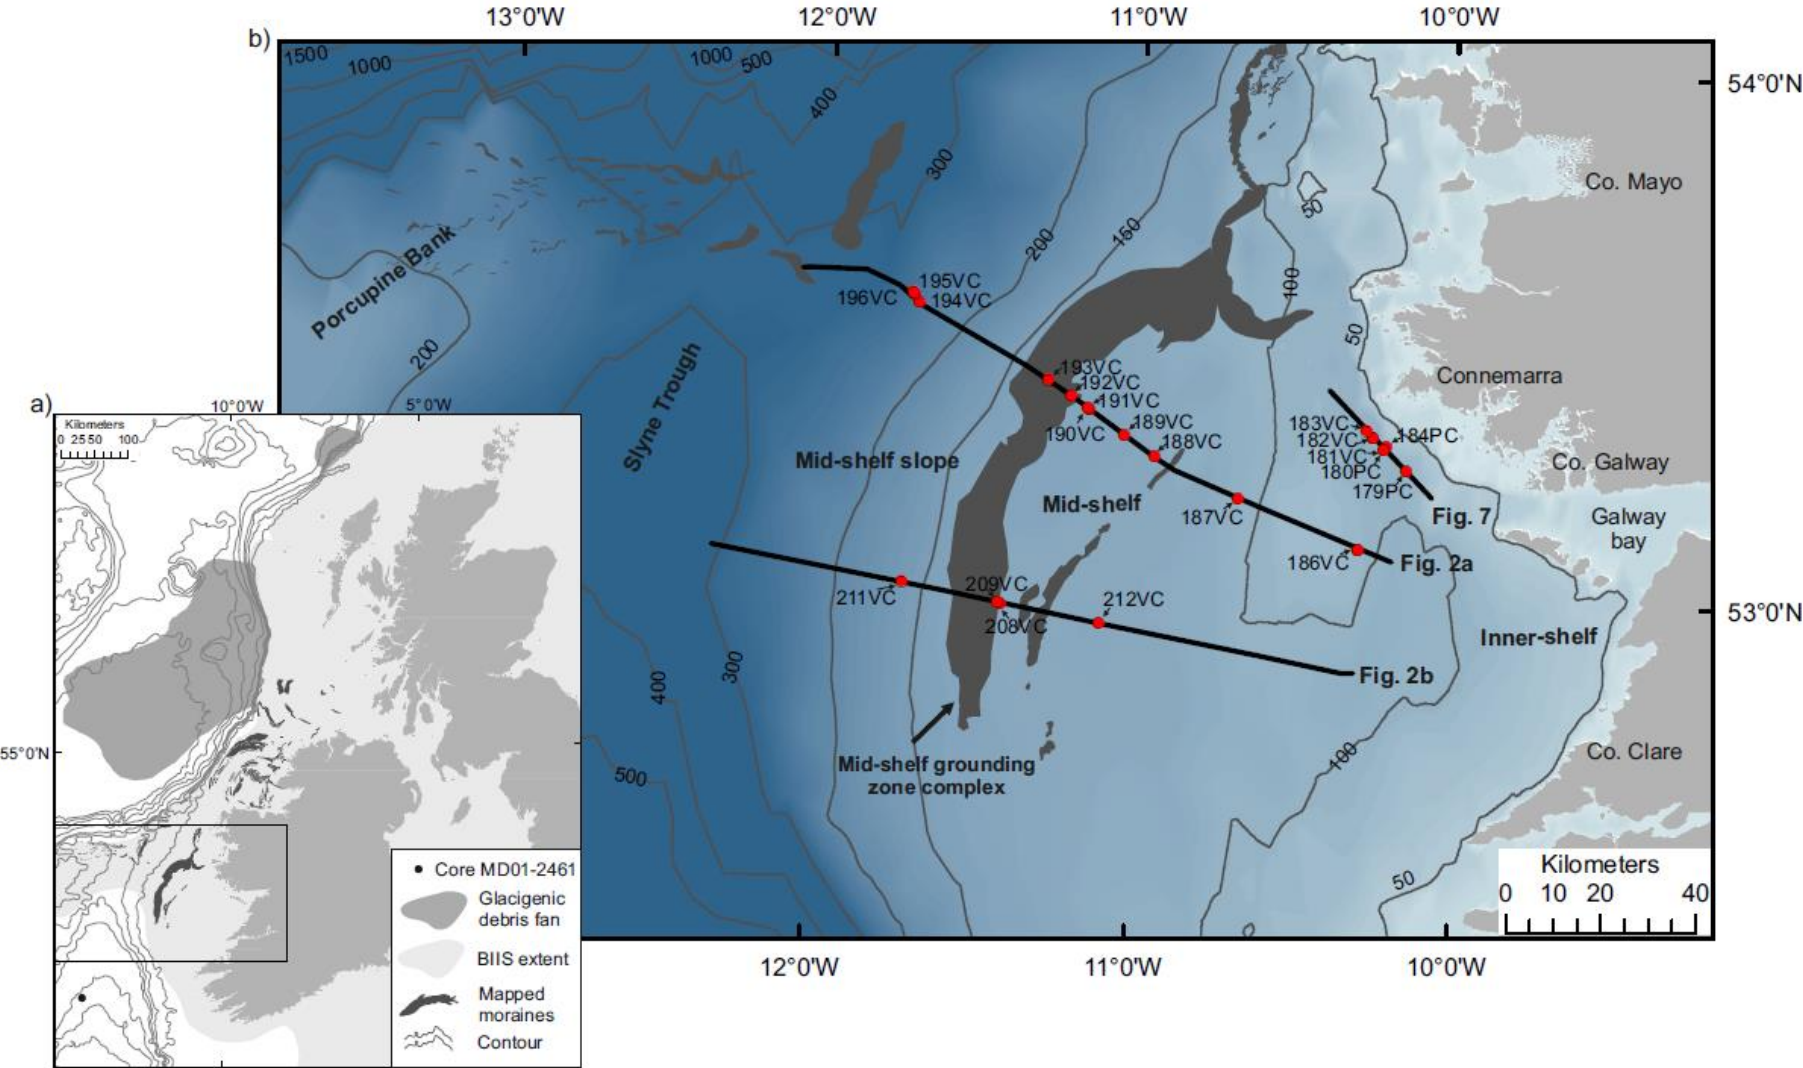 13°0'W
12°0'W
11°0'W
10°0'W
b)
1500
1000
1000
500
400
300
54°0'N
Co. Mayo
50
200
150
100
Porcupine Bank
200
195VC
196VC
194VC
50
Connemarra
193VC
192VC
191VC
190VC
189VC
188VC
183VC
182VC
184PC
181VC
180PC
179PC
Co. Galway
Slyne Trough
Mid-shelf slope
Mid-shelf
187VC
Fig. 7
Galway
bay
186VC
Fig. 2a
211VC
209VC
208VC
212VC
53°0'N
Inner-shelf
Fig. 2b
400
300
500
Mid-shelf grounding
zone complex
100
Co. Clare
50
Kilometers
0 10 20 40
12°0'W
11°0'W
10°0'W
a)
10°0'W
5°0'W
Kilometers
0 25 50 100
55°0'N
Core MD01-2461
Glacigenic
debris fan
BIIS extent
Mapped
moraines
Contour